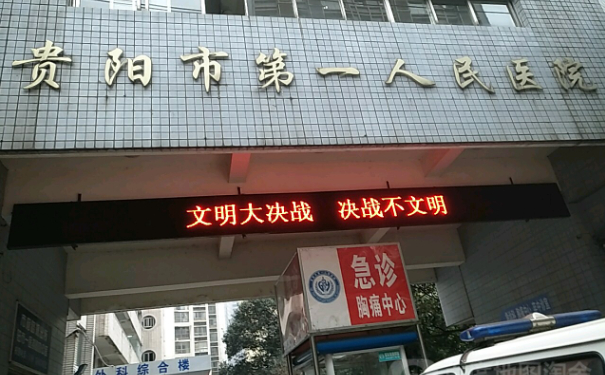 贵阳市第一人民医院
文明大决战 决战不文明
急诊
胸痛中心
外科综合楼